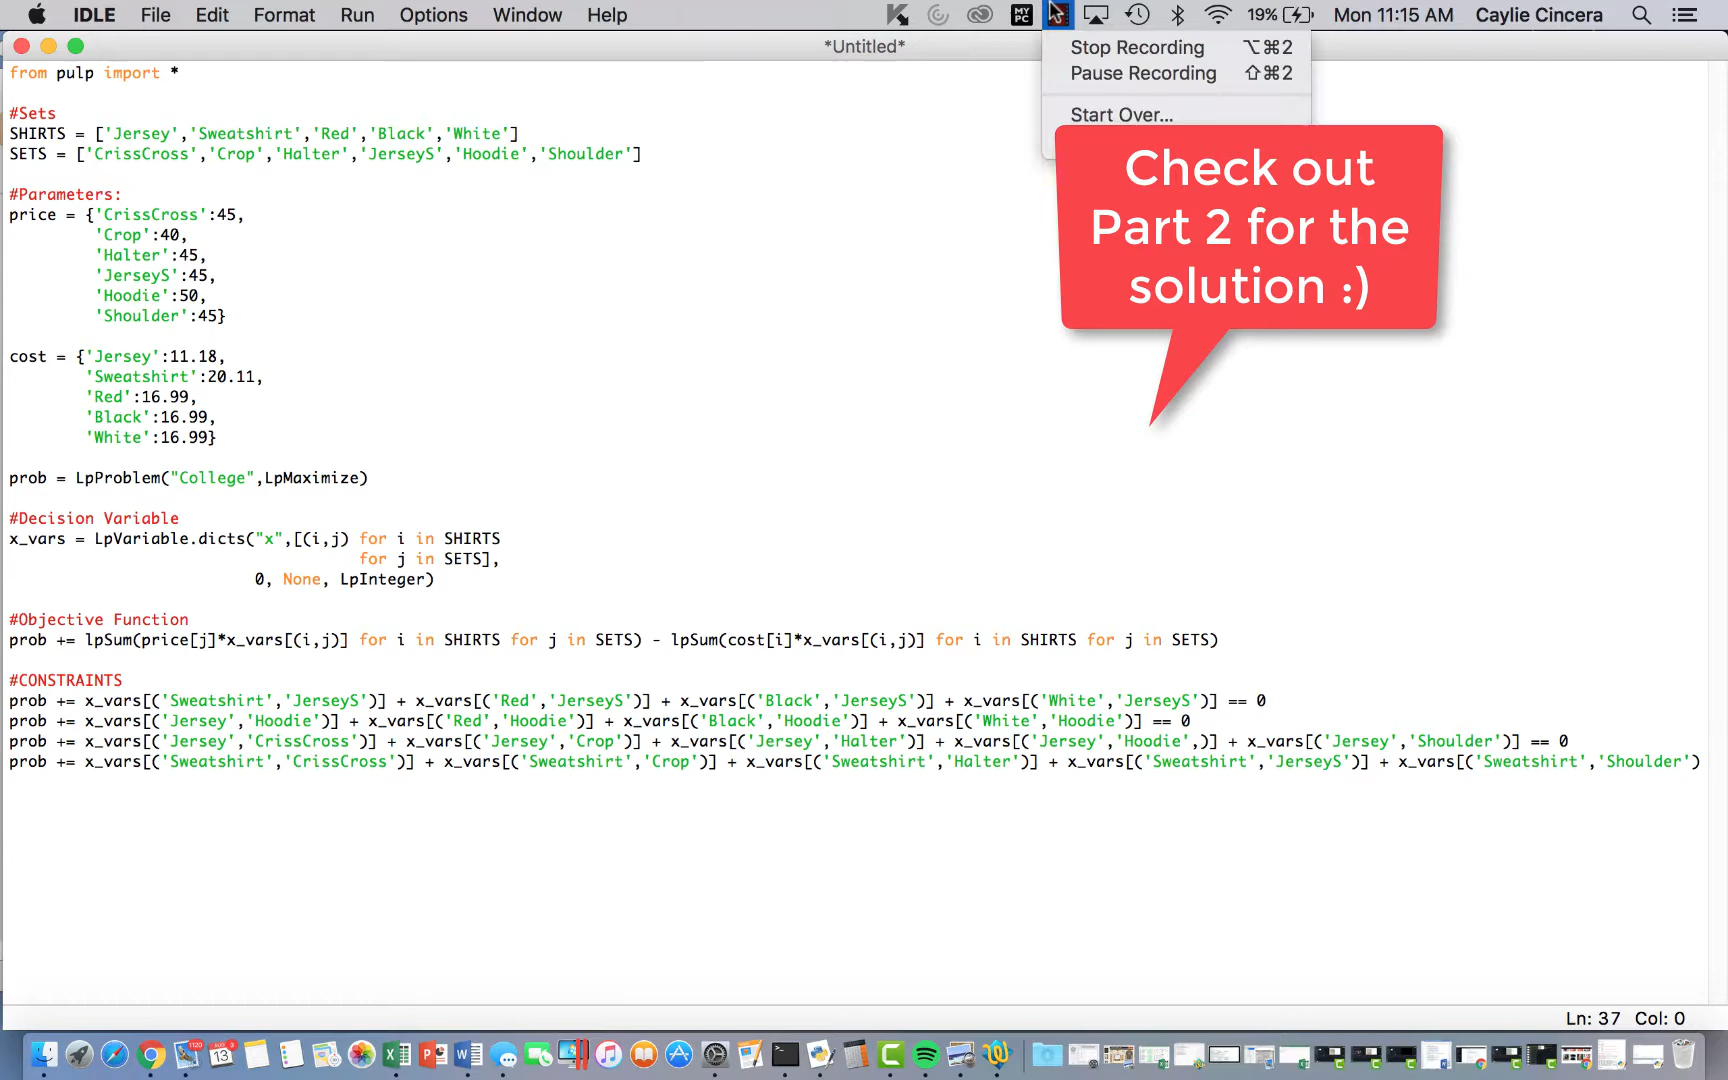 IDLE File Edit Format Run Options Window Help MY PC 19% Mon 11:15 AM Caylie Cincera
*Untitled*
Stop Recording ⌥⌘2
Pause Recording ⇧⌘2
Start Over...
Check out
Part 2 for the
solution :)
from pulp import *
#Sets
SHIRTS = ['Jersey','Sweatshirt','Red','Black','White']
SETS = ['CrissCross','Crop','Halter','JerseyS','Hoodie','Shoulder']
#Parameters:
price = {'CrissCross':45,
'Crop':40,
'Halter':45,
'JerseyS':45,
'Hoodie':50,
'Shoulder':45}
cost = {'Jersey':11.18,
'Sweatshirt':20.11,
'Red':16.99,
'Black':16.99,
'White':16.99}
prob = LpProblem("College",LpMaximize)
#Decision Variable
x_vars = LpVariable.dicts("x",[(i,j) for i in SHIRTS
for j in SETS],
0, None, LpInteger)
#Objective Function
prob += lpSum(price[j]*x_vars[(i,j)] for i in SHIRTS for j in SETS) - lpSum(cost[i]*x_vars[(i,j)] for i in SHIRTS for j in SETS)
#CONSTRAINTS
prob += x_vars[('Sweatshirt','JerseyS')] + x_vars[('Red','JerseyS')] + x_vars[('Black','JerseyS')] + x_vars[('White','JerseyS')] == 0
prob += x_vars[('Jersey','Hoodie')] + x_vars[('Red','Hoodie')] + x_vars[('Black','Hoodie')] + x_vars[('White','Hoodie')] == 0
prob += x_vars[('Jersey','CrissCross')] + x_vars[('Jersey','Crop')] + x_vars[('Jersey','Halter')] + x_vars[('Jersey','Hoodie',)] + x_vars[('Jersey','Shoulder')] == 0
prob += x_vars[('Sweatshirt','CrissCross')] + x_vars[('Sweatshirt','Crop')] + x_vars[('Sweatshirt','Halter')] + x_vars[('Sweatshirt','JerseyS')] + x_vars[('Sweatshirt','Shoulder')
Ln: 37 Col: 0
1120
AUG 3
13